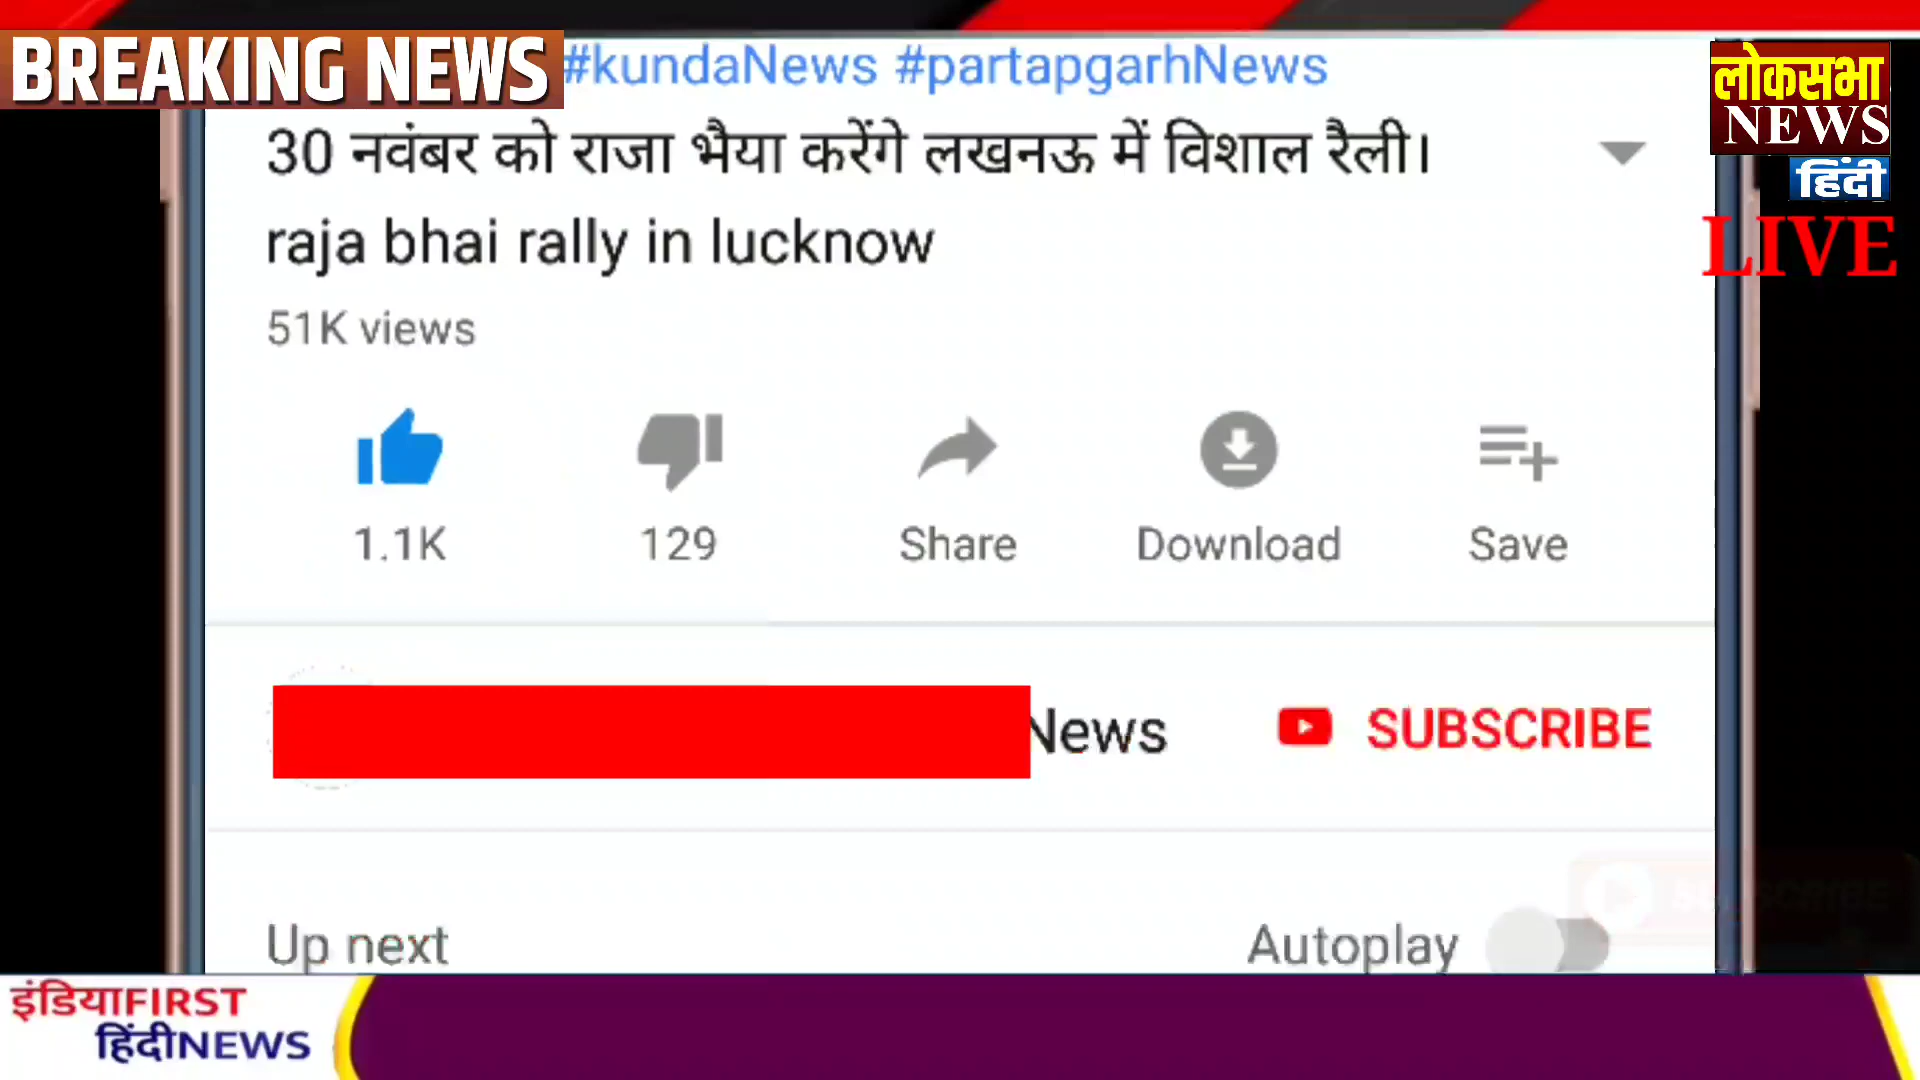 BREAKING NEWS
#kundaNews #partapgarhNews
लोकसभा
NEWS
हिंदी
LIVE
30 नवंबर को राजा भैया करेंगे लखनऊ में विशाल रैली।
raja bhai rally in lucknow
51K views
1.1K 129 Share Download Save
News SUBSCRIBE
SUBSCRIBE
Up next Autoplay
इंडियाFIRST
हिंदीNEWS